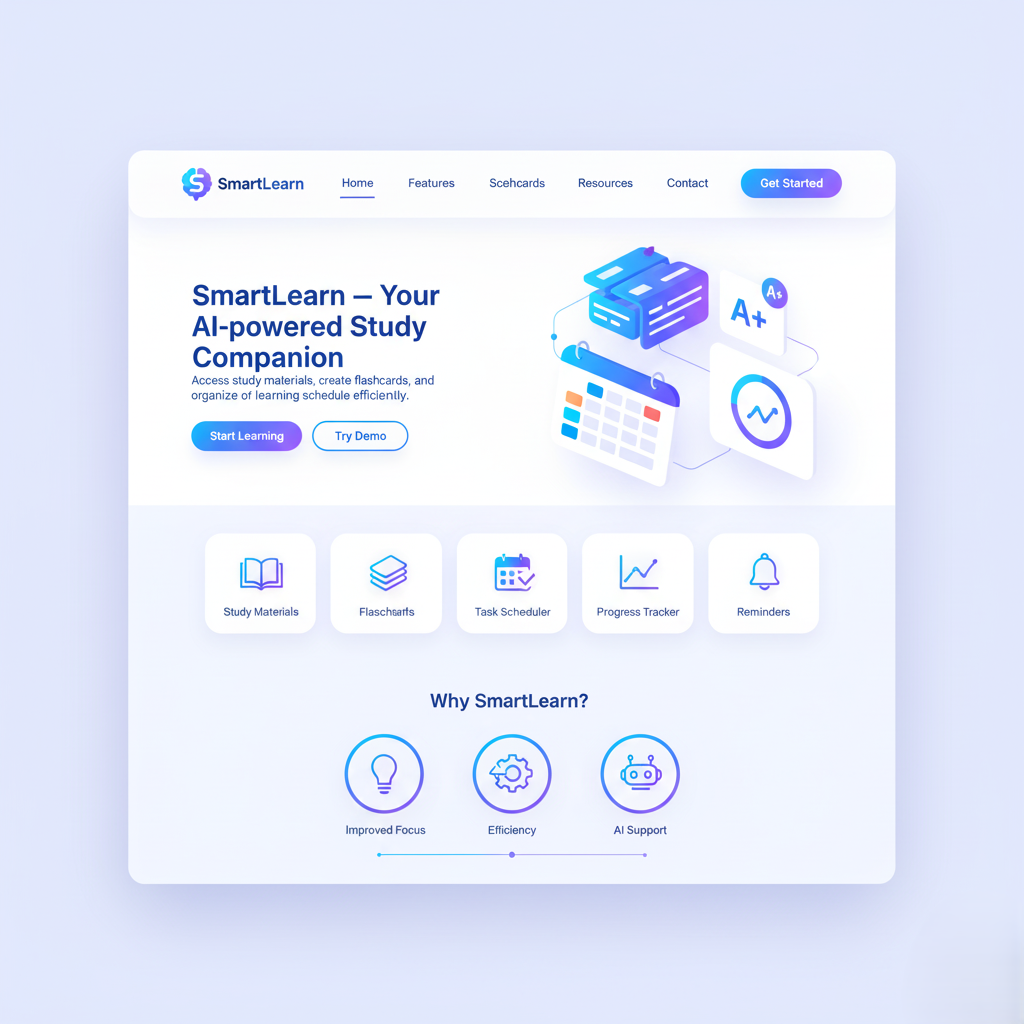 SmartLearn
Home
Features
Scehcards
Resources
Contact
Get Started
SmartLearn – Your
AI-powered Study
Companion
Access study materials, create flashcards, and
organize of learning schedule efficiently.
Start Learning
Try Demo
A+
As
Study Materials
Flascharts
Task Scheduler
Progress Tracker
Reminders
Why SmartLearn?
Improved Focus
Efficiency
AI Support